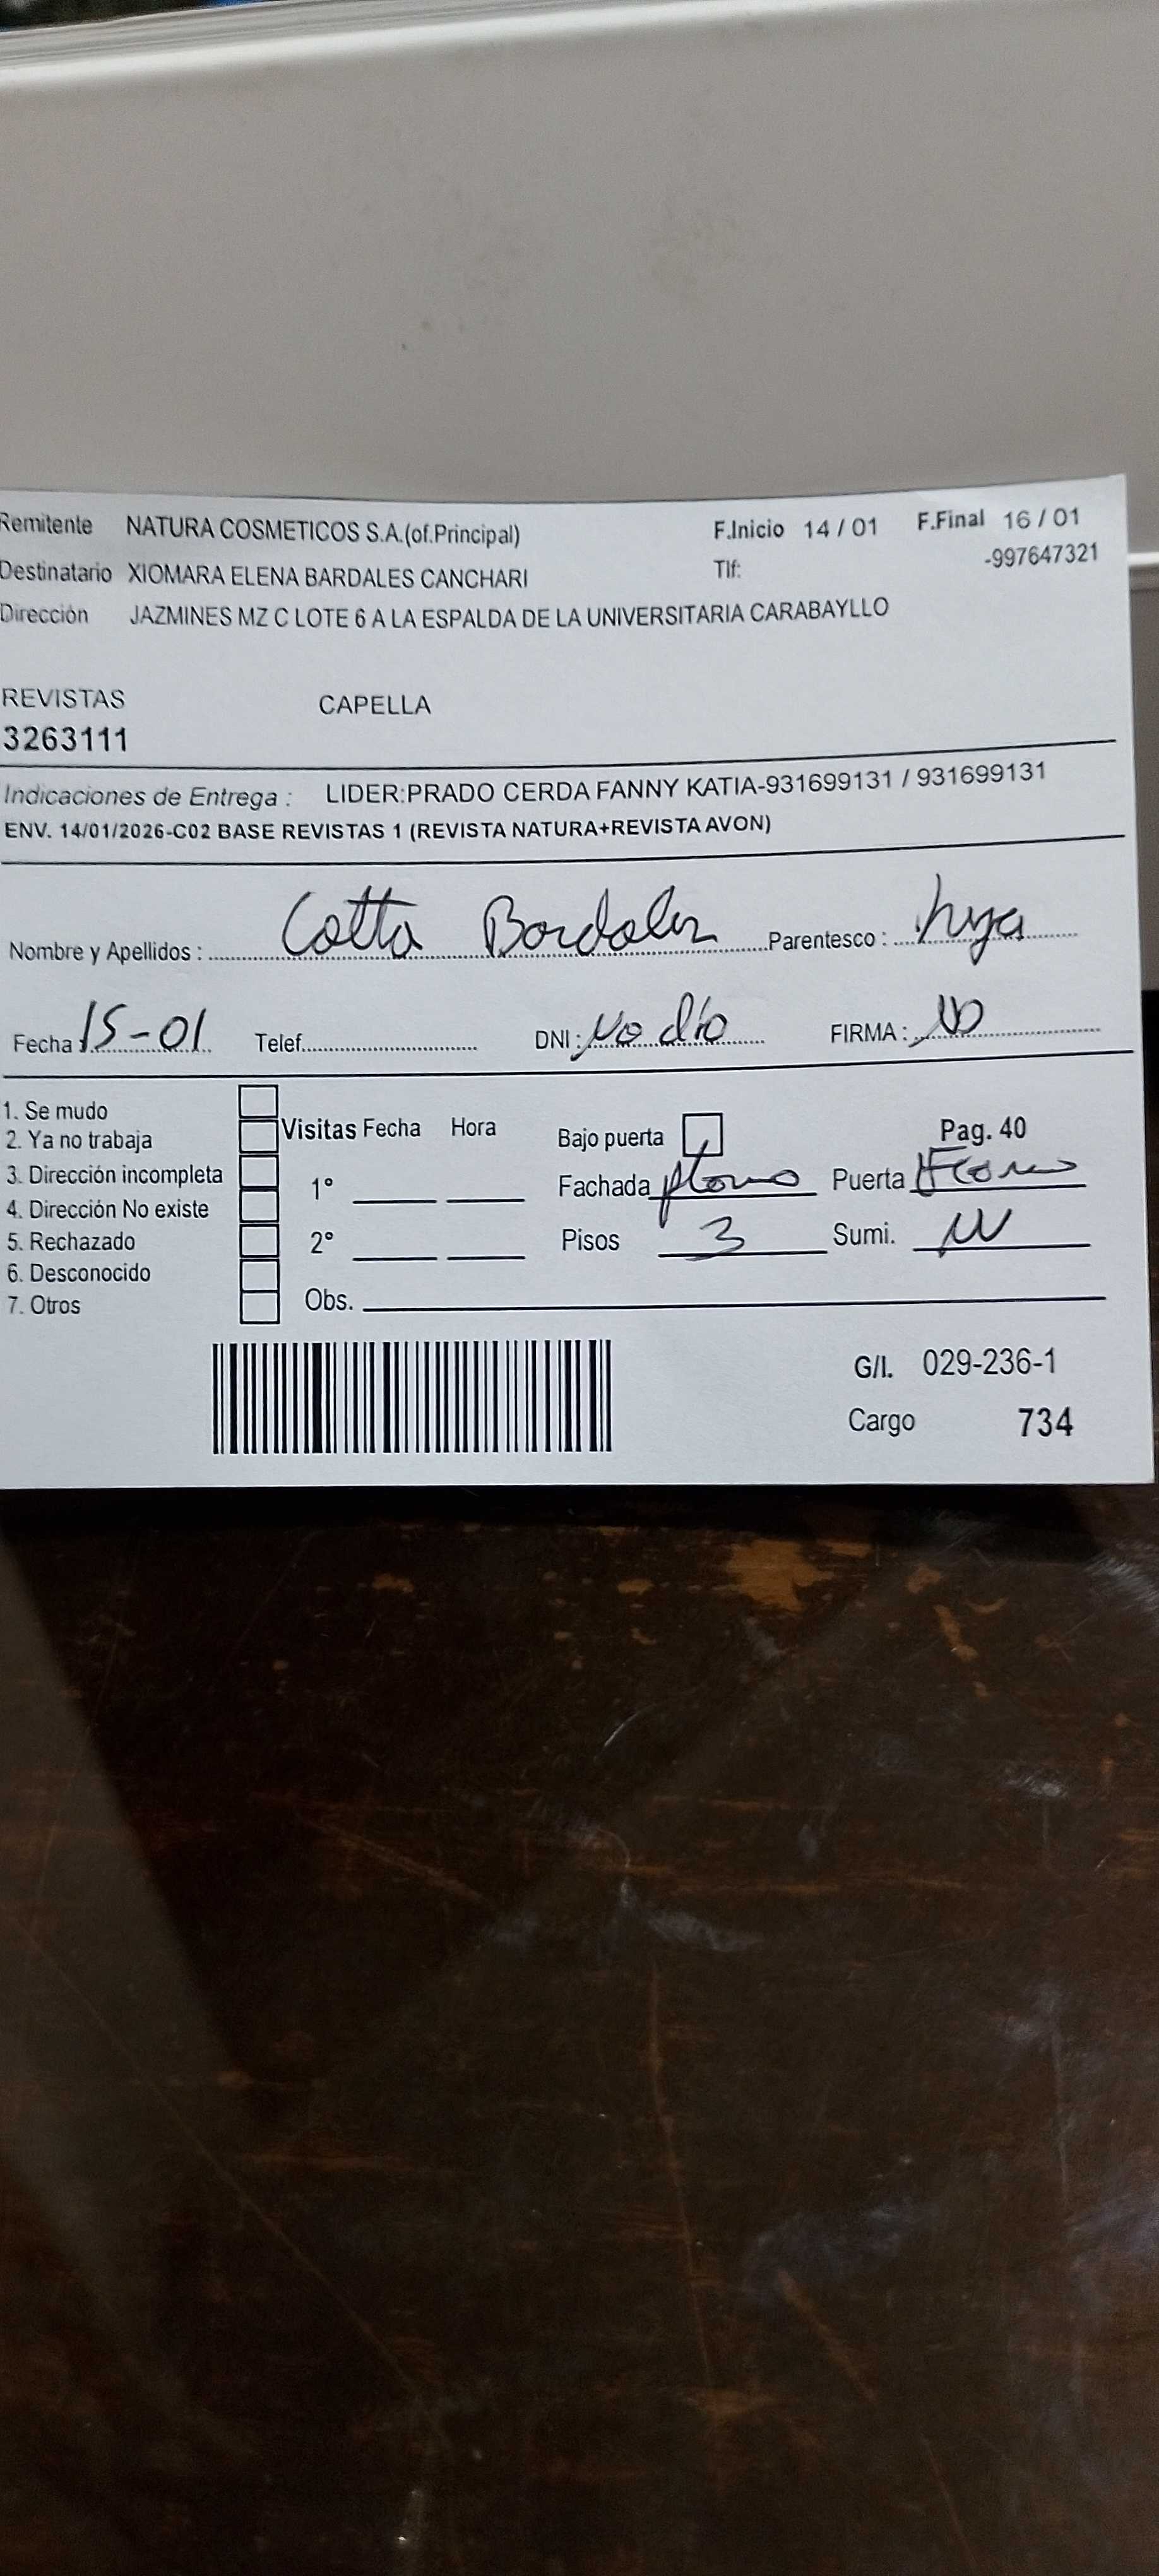 Remitente NATURA COSMETICOS S.A.(of.Principal) F.Inicio 14 / 01 F.Final 16 / 01
Destinatario XIOMARA ELENA BARDALES CANCHARI Tlf: -997647321
Dirección JAZMINES MZ C LOTE 6 A LA ESPALDA DE LA UNIVERSITARIA CARABAYLLO
REVISTAS CAPELLA
3263111
Indicaciones de Entrega : LIDER:PRADO CERDA FANNY KATIA-931699131 / 931699131
ENV. 14/01/2026-C02 BASE REVISTAS 1 (REVISTA NATURA+REVISTA AVON)
Nombre y Apellidos : Parentesco : hija
Fecha 15-01 Telef. DNI : No dio FIRMA :
1. Se mudo
2. Ya no trabaja Visitas Fecha Hora Bajo puerta Pag. 40
3. Dirección incompleta 1° Fachada plomo Puerta
4. Dirección No existe
5. Rechazado 2° Pisos 3 Sumi.
6. Desconocido
7. Otros Obs.
G/I. 029-236-1
Cargo 734